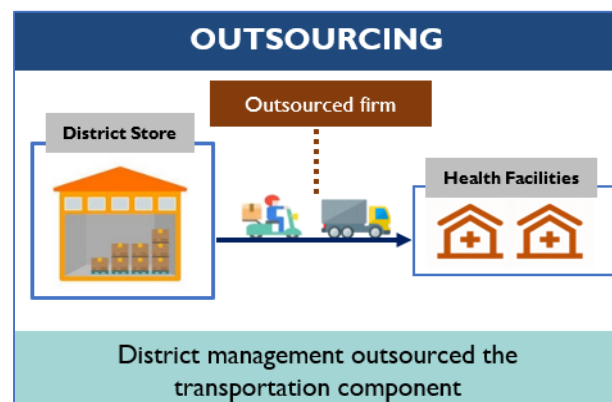 OUTSOURCING
Outsourced firm
District Store
Health Facilities
District management outsourced the
transportation component